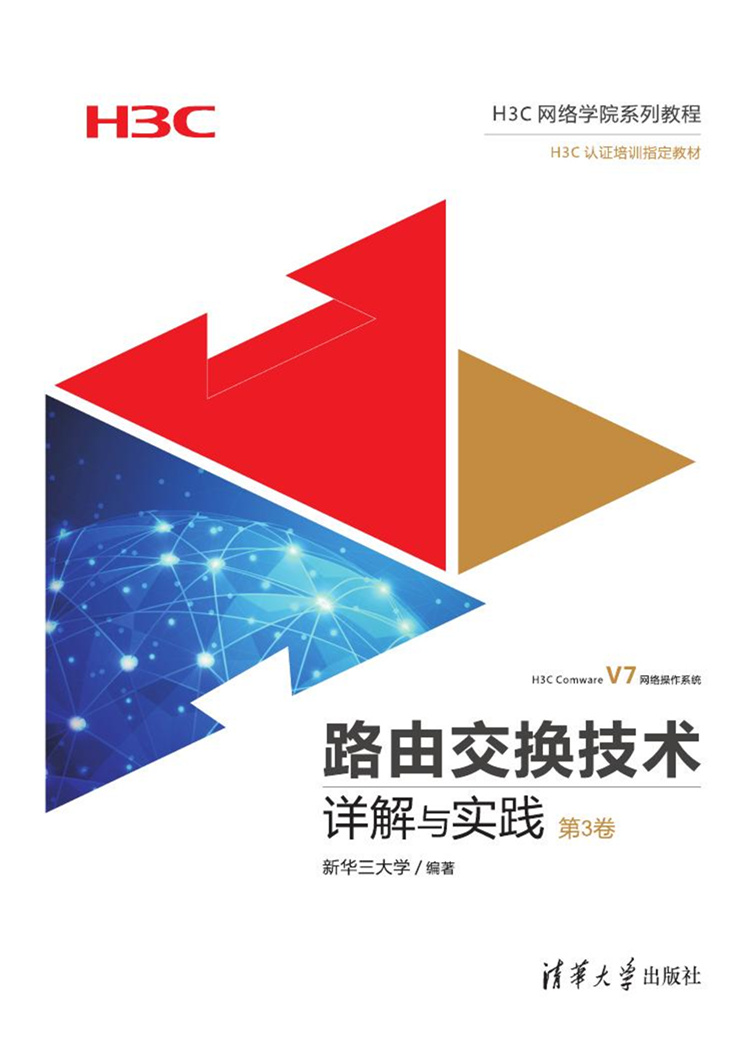 H3C
H3C 网络学院系列教程
H3C 认证培训指定教材
H3C Comware V7 网络操作系统
路由交换技术
详解与实践 第3卷
新华三大学 / 编著
清华大学出版社